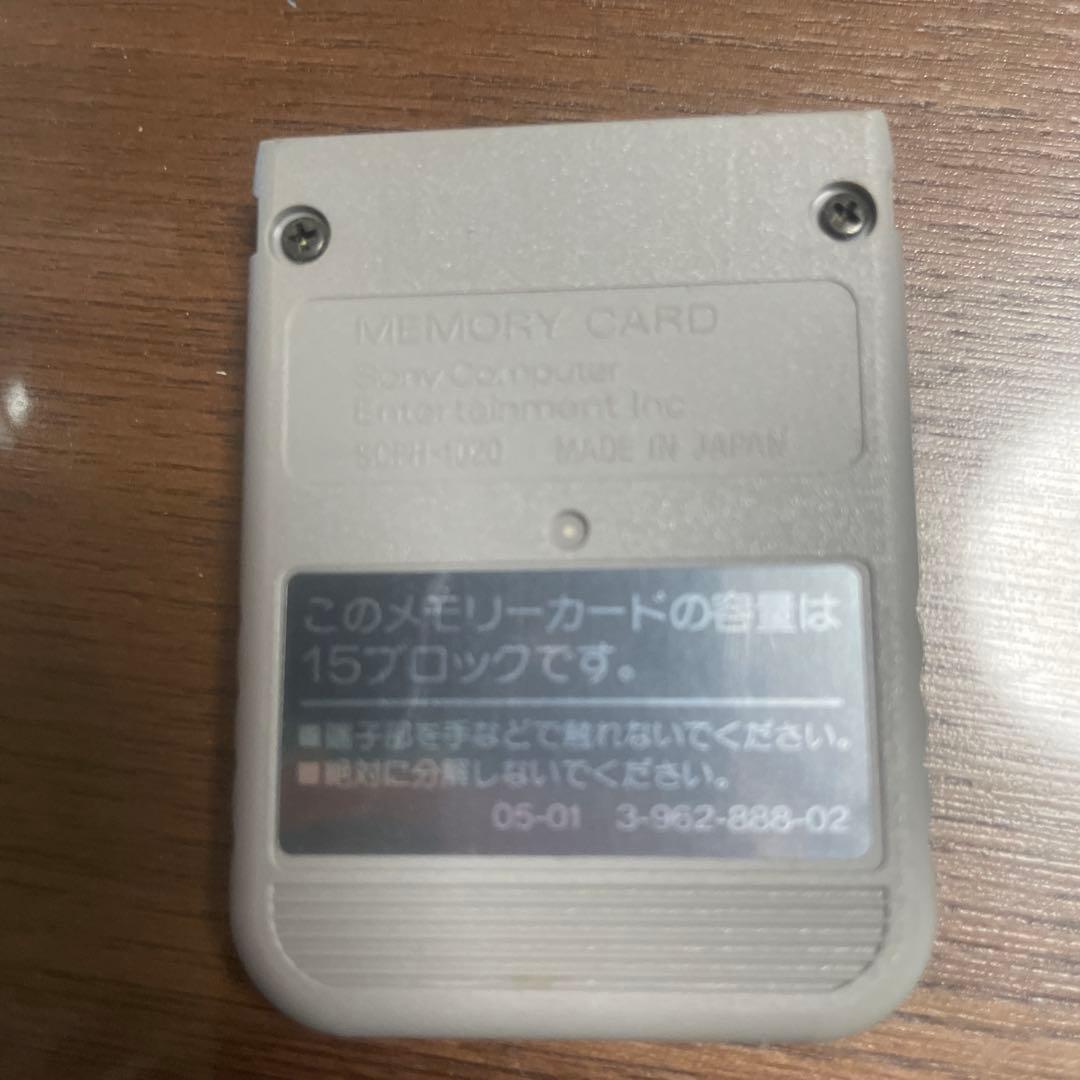 MEMORY CARD
Sony Computer
Entertainment Inc
SCPH-1020 MADE IN JAPAN
このメモリーカードの容量は
15ブロックです。
■端子部を手などで触れないでください。
■絶対に分解しないでください。
05-01 3-962-888-02